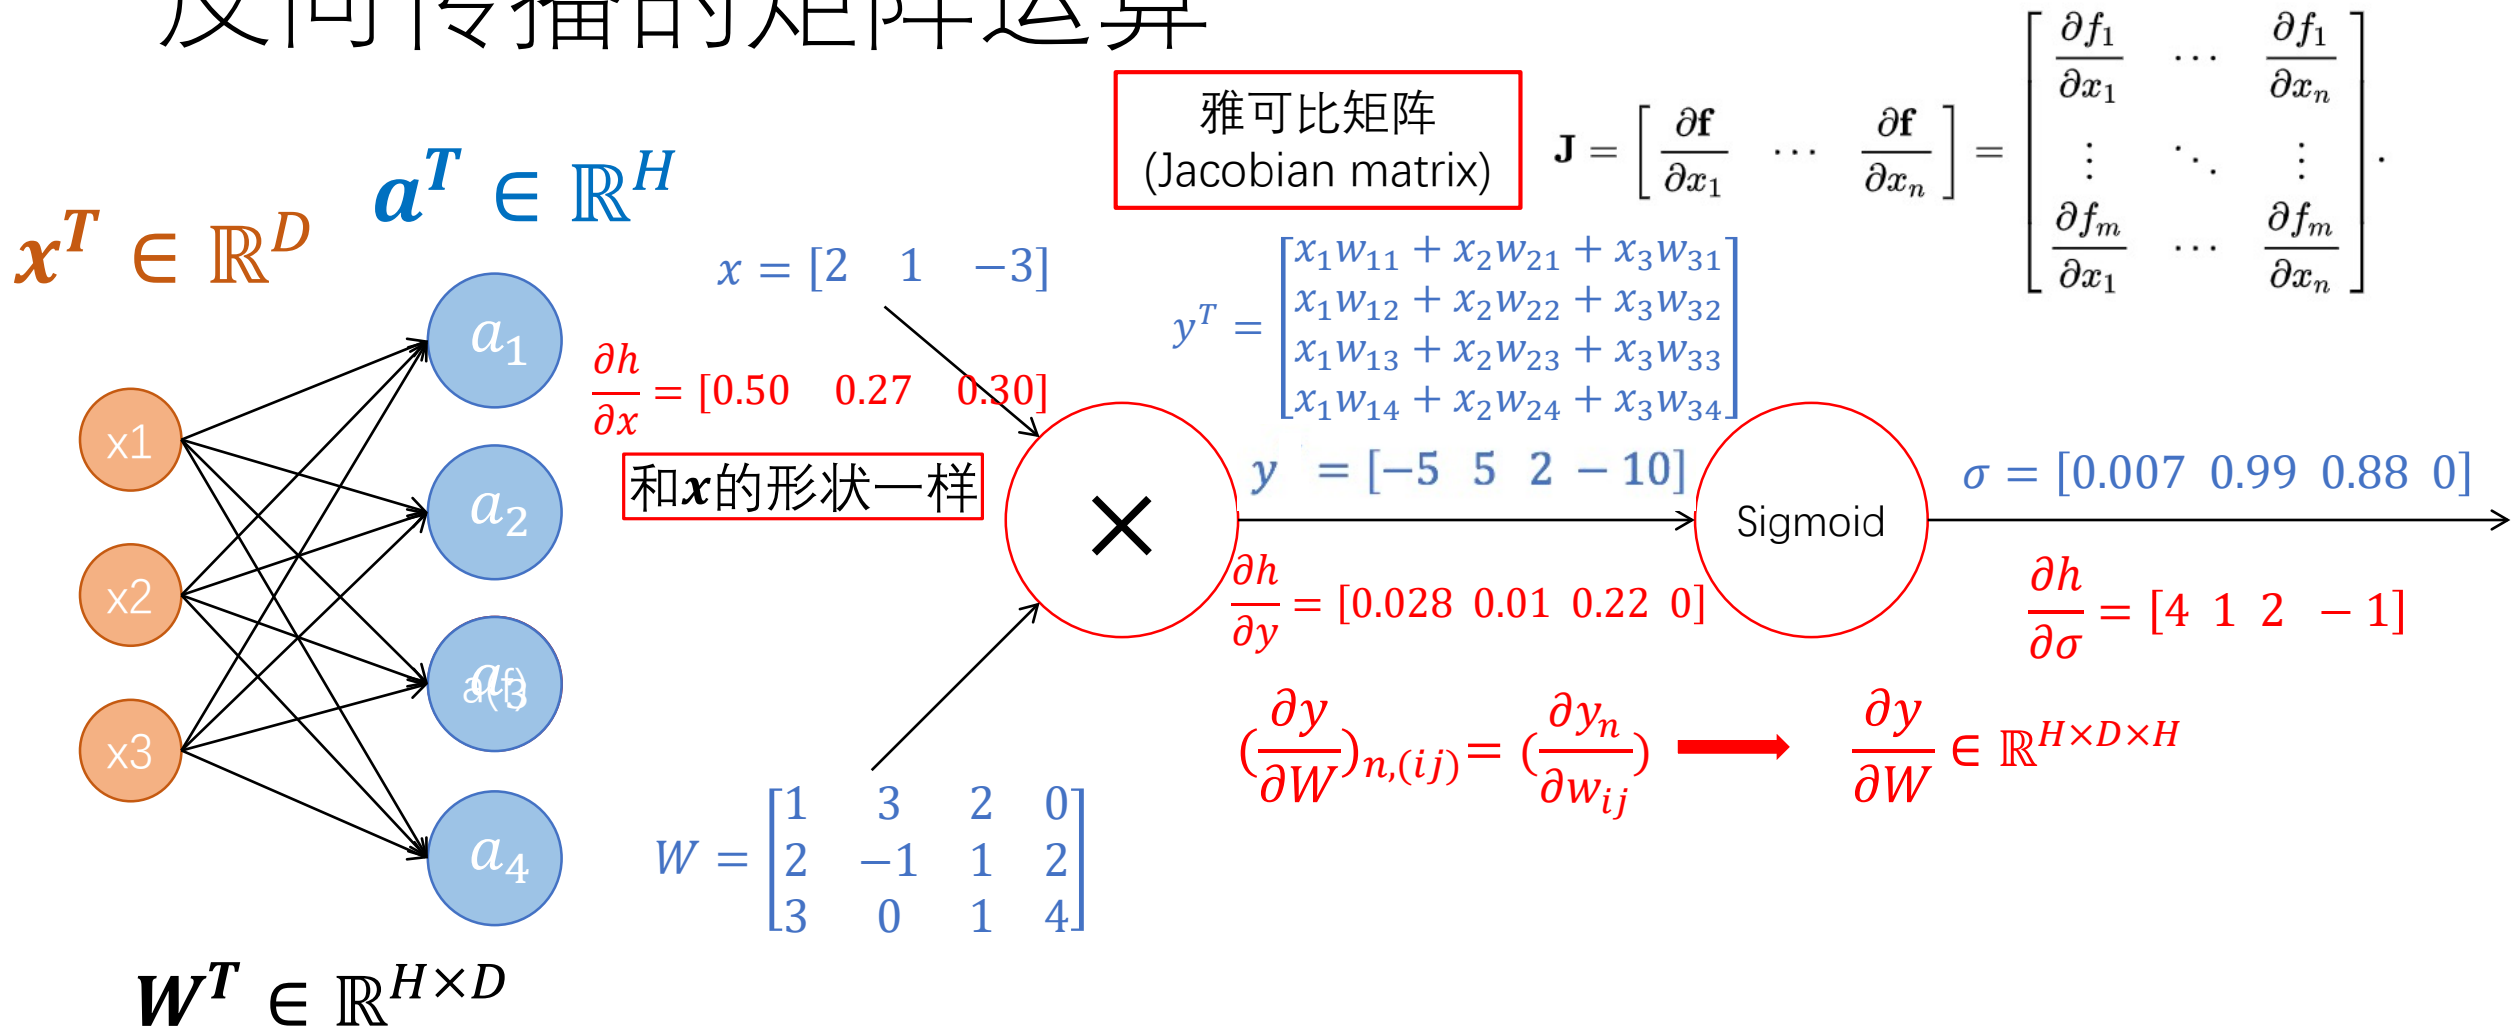 反向传播的矩阵运算
雅可比矩阵
(Jacobian matrix)
J = [∂f/∂x₁ ⋯ ∂f/∂xₙ] = [∂f₁/∂x₁ ⋯ ∂f₁/∂xₙ
⋮ ⋱ ⋮
∂fₘ/∂x₁ ⋯ ∂fₘ/∂xₙ].
aᵀ ∈ ℝᴴ
xᵀ ∈ ℝᴰ
x = [2 1 −3]
yᵀ = [x₁w₁₁ + x₂w₂₁ + x₃w₃₁
x₁w₁₂ + x₂w₂₂ + x₃w₃₂
x₁w₁₃ + x₂w₂₃ + x₃w₃₃
x₁w₁₄ + x₂w₂₄ + x₃w₃₄]
∂h/∂x = [0.50 0.27 0.30]
和x的形状一样
x1
x2
x3
a₁
a₂
a₃
a₄
×
y = [−5 5 2 − 10]
Sigmoid
σ = [0.007 0.99 0.88 0]
∂h/∂y = [0.028 0.01 0.22 0]
∂h/∂σ = [4 1 2 − 1]
(∂y/∂W)ₙ,₍ᵢⱼ₎ = (∂yₙ/∂wᵢⱼ)
∂y/∂W ∈ ℝᴴˣᴰˣᴴ
W = [1 3 2 0
2 −1 1 2
3 0 1 4]
Wᵀ ∈ ℝᴴˣᴰ